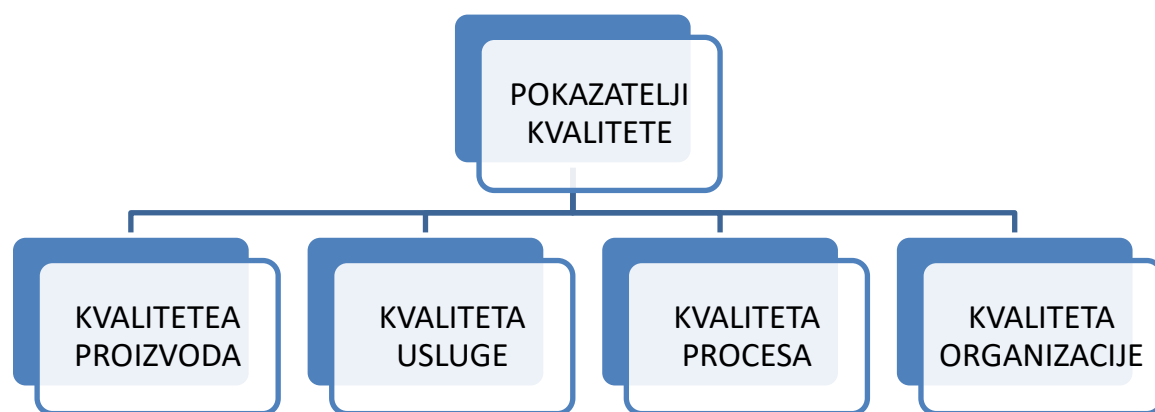 POKAZATELJI
KVALITETE
KVALITETEA
PROIZVODA
KVALITETA
USLUGE
KVALITETA
PROCESA
KVALITETA
ORGANIZACIJE